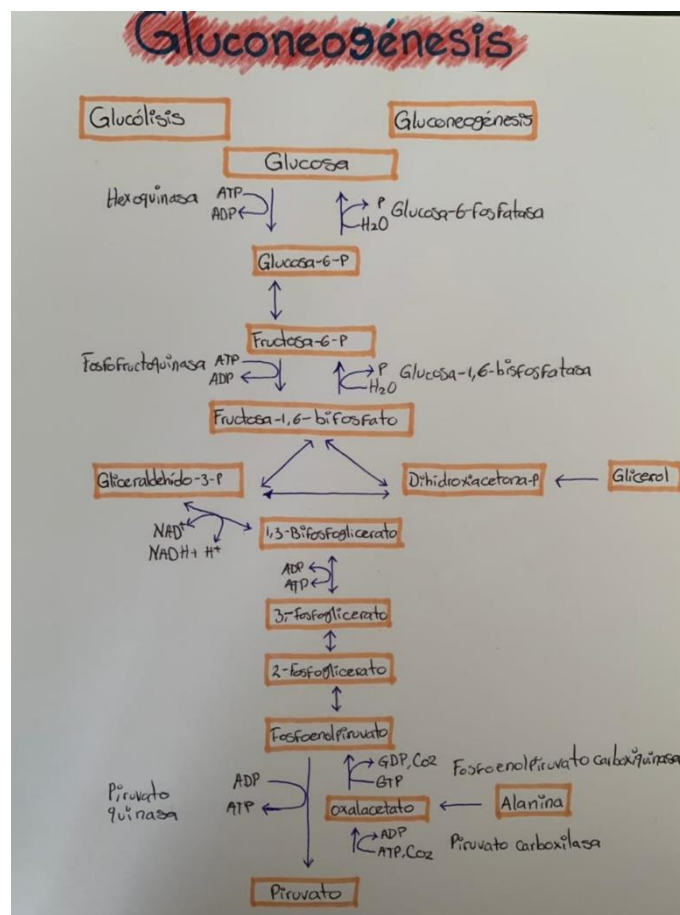 Gluconeogénesis
Glucólisis
Gluconeogénesis
Glucosa
Hexoquinasa
ATP
ADP
P
H2O
Glucosa-6-fosfatasa
Glucosa-6-P
Fructosa-6-P
Fosfofructoquinasa
ATP
ADP
P
H2O
Glucosa-1,6-bisfosfatasa
Fructosa-1,6-bifosfato
Gliceraldehído-3-P
Dihidroxiacetona-P
Glicerol
NAD+
NADH+ H+
1,3-Bifosfoglicerato
ADP
ATP
3,-fosfoglicerato
2-fosfoglicerato
Fosfoenolpiruvato
Piruvato
quinasa
ADP
ATP
GDP,Co2
GTP
Fosfoenolpiruvato carboxiquinasa
oxalacetato
Alanina
ADP
ATP,Co2
Piruvato carboxilasa
Piruvato